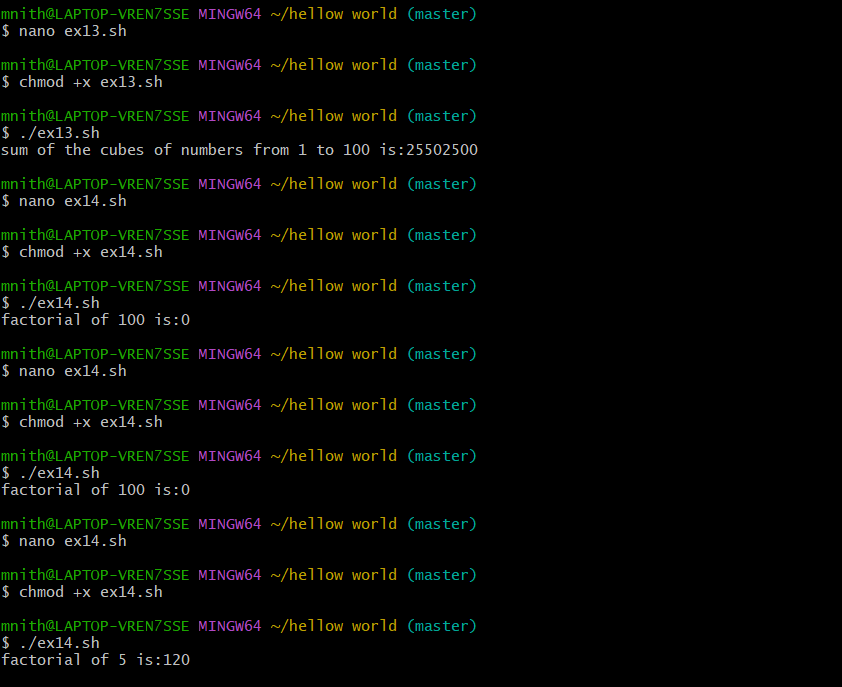 mnith@LAPTOP-VREN7SSE MINGW64 ~/hellow world (master)
$ nano ex13.sh
mnith@LAPTOP-VREN7SSE MINGW64 ~/hellow world (master)
$ chmod +x ex13.sh
mnith@LAPTOP-VREN7SSE MINGW64 ~/hellow world (master)
$ ./ex13.sh
sum of the cubes of numbers from 1 to 100 is:25502500
mnith@LAPTOP-VREN7SSE MINGW64 ~/hellow world (master)
$ nano ex14.sh
mnith@LAPTOP-VREN7SSE MINGW64 ~/hellow world (master)
$ chmod +x ex14.sh
mnith@LAPTOP-VREN7SSE MINGW64 ~/hellow world (master)
$ ./ex14.sh
factorial of 100 is:0
mnith@LAPTOP-VREN7SSE MINGW64 ~/hellow world (master)
$ nano ex14.sh
mnith@LAPTOP-VREN7SSE MINGW64 ~/hellow world (master)
$ chmod +x ex14.sh
mnith@LAPTOP-VREN7SSE MINGW64 ~/hellow world (master)
$ ./ex14.sh
factorial of 100 is:0
mnith@LAPTOP-VREN7SSE MINGW64 ~/hellow world (master)
$ nano ex14.sh
mnith@LAPTOP-VREN7SSE MINGW64 ~/hellow world (master)
$ chmod +x ex14.sh
mnith@LAPTOP-VREN7SSE MINGW64 ~/hellow world (master)
$ ./ex14.sh
factorial of 5 is:120